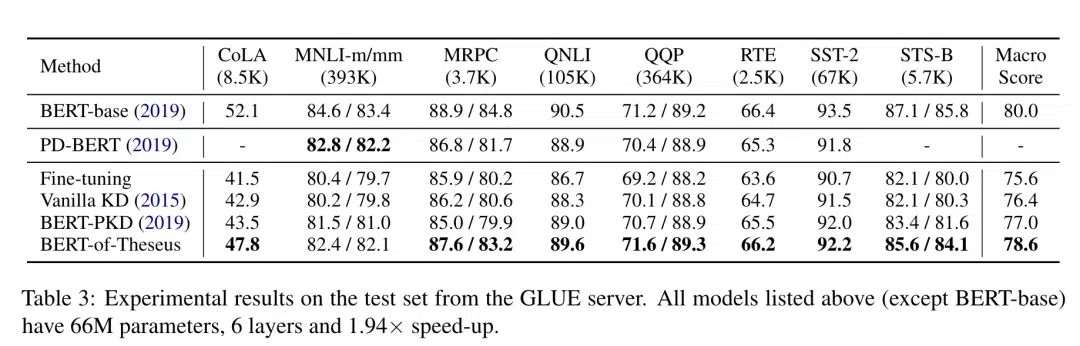 Method CoLA MNLI-m/mm MRPC QNLI QQP RTE SST-2 STS-B Macro
(8.5K) (393K) (3.7K) (105K) (364K) (2.5K) (67K) (5.7K) Score
BERT-base (2019) 52.1 84.6 / 83.4 88.9 / 84.8 90.5 71.2 / 89.2 66.4 93.5 87.1 / 85.8 80.0
PD-BERT (2019) - 82.8 / 82.2 86.8 / 81.7 88.9 70.4 / 88.9 65.3 91.8 - -
Fine-tuning 41.5 80.4 / 79.7 85.9 / 80.2 86.7 69.2 / 88.2 63.6 90.7 82.1 / 80.0 75.6
Vanilla KD (2015) 42.9 80.2 / 79.8 86.2 / 80.6 88.3 70.1 / 88.8 64.7 91.5 82.1 / 80.3 76.4
BERT-PKD (2019) 43.5 81.5 / 81.0 85.0 / 79.9 89.0 70.7 / 88.9 65.5 92.0 83.4 / 81.6 77.0
BERT-of-Theseus 47.8 82.4 / 82.1 87.6 / 83.2 89.6 71.6 / 89.3 66.2 92.2 85.6 / 84.1 78.6
Table 3: Experimental results on the test set from the GLUE server. All models listed above (except BERT-base)
have 66M parameters, 6 layers and 1.94× speed-up.